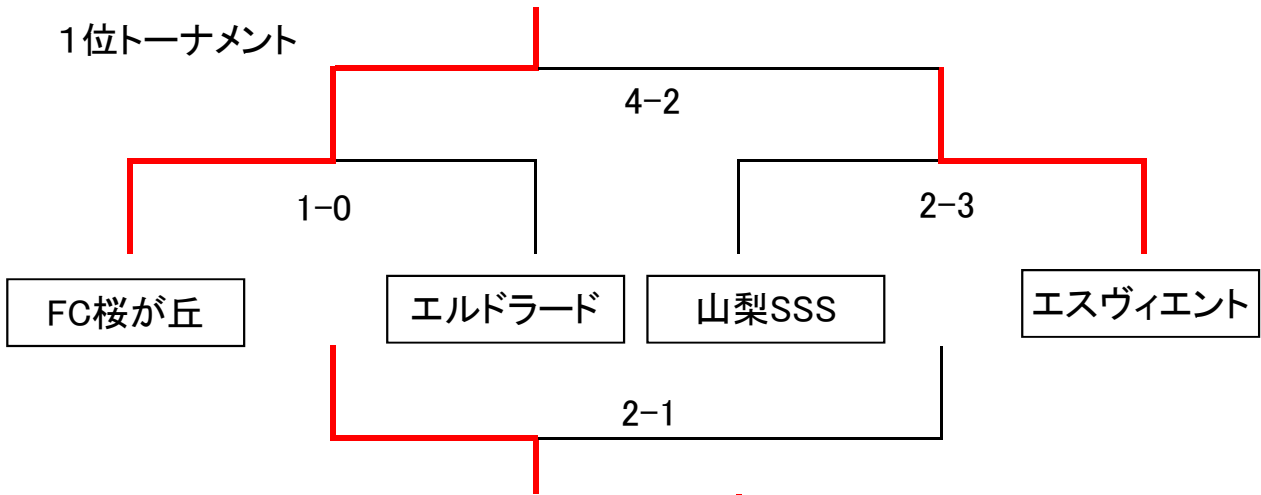 １位トーナメント
4-2
1-0
2-3
FC桜が丘
エルドラード
山梨SSS
エスヴィエント
2-1